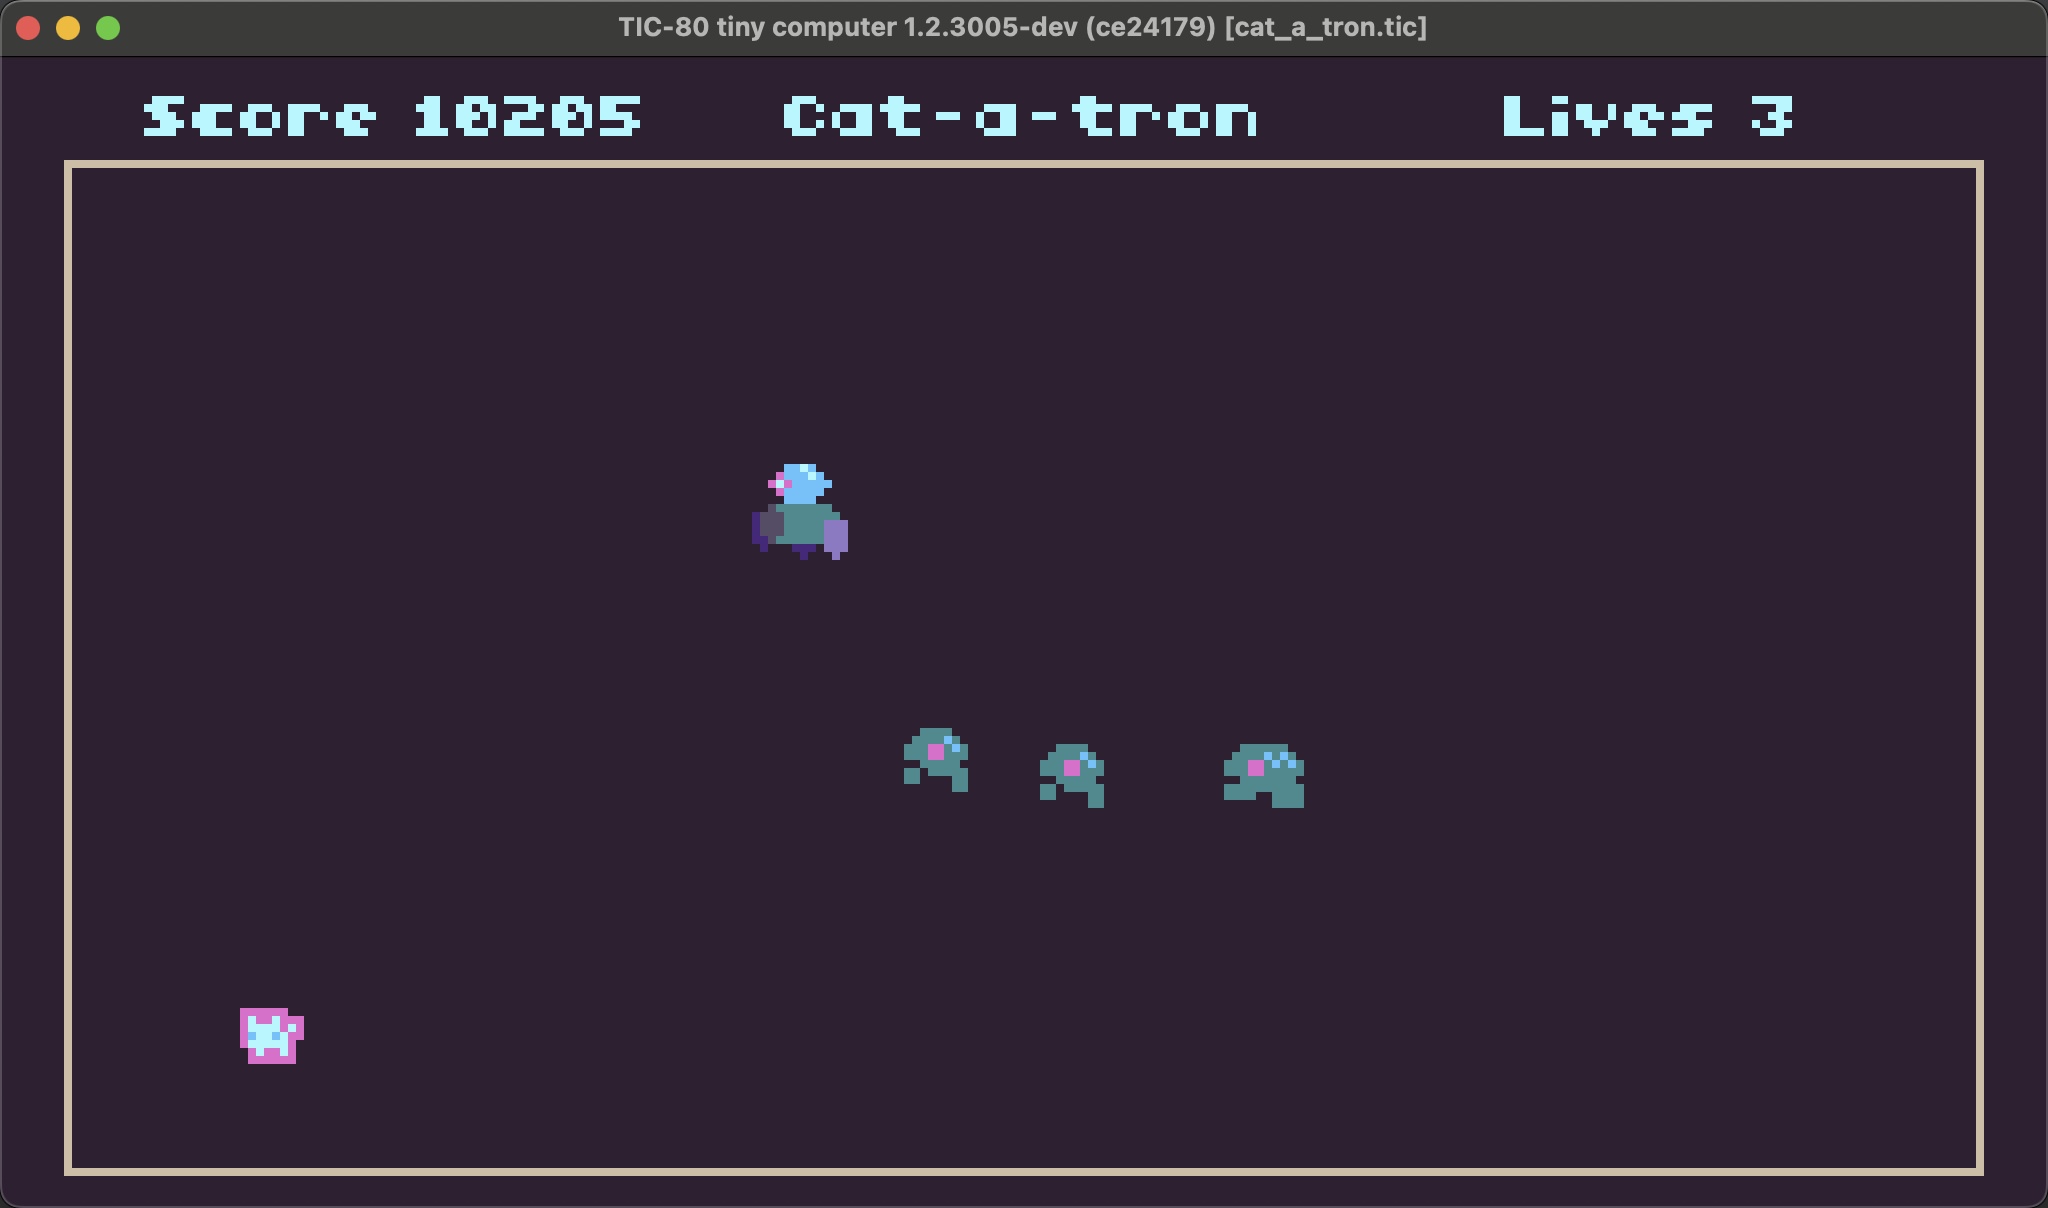 TIC-80 tiny computer 1.2.3005-dev (ce24179) [cat_a_tron.tic]
Score 10205 Cat-a-tron Lives 3